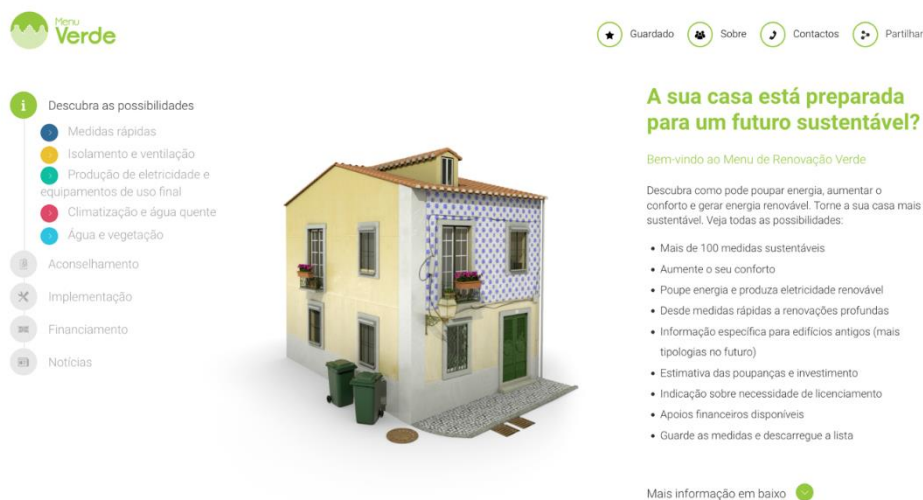 Menu
Verde
Guardado
Sobre
Contactos
Partilhar
Descubra as possibilidades
Medidas rápidas
Isolamento e ventilação
Produção de eletricidade e
equipamentos de uso final
Climatização e água quente
Água e vegetação
Aconselhamento
Implementação
Financiamento
Notícias
A sua casa está preparada
para um futuro sustentável?
Bem-vindo ao Menu de Renovação Verde
Descubra como pode poupar energia, aumentar o
conforto e gerar energia renovável. Torne a sua casa mais
sustentável. Veja todas as possibilidades:
• Mais de 100 medidas sustentáveis
• Aumente o seu conforto
• Poupe energia e produza eletricidade renovável
• Desde medidas rápidas a renovações profundas
• Informação específica para edifícios antigos (mais
tipologias no futuro)
• Estimativa das poupanças e investimento
• Indicação sobre necessidade de licenciamento
• Apoios financeiros disponíveis
• Guarde as medidas e descarregue a lista
Mais informação em baixo